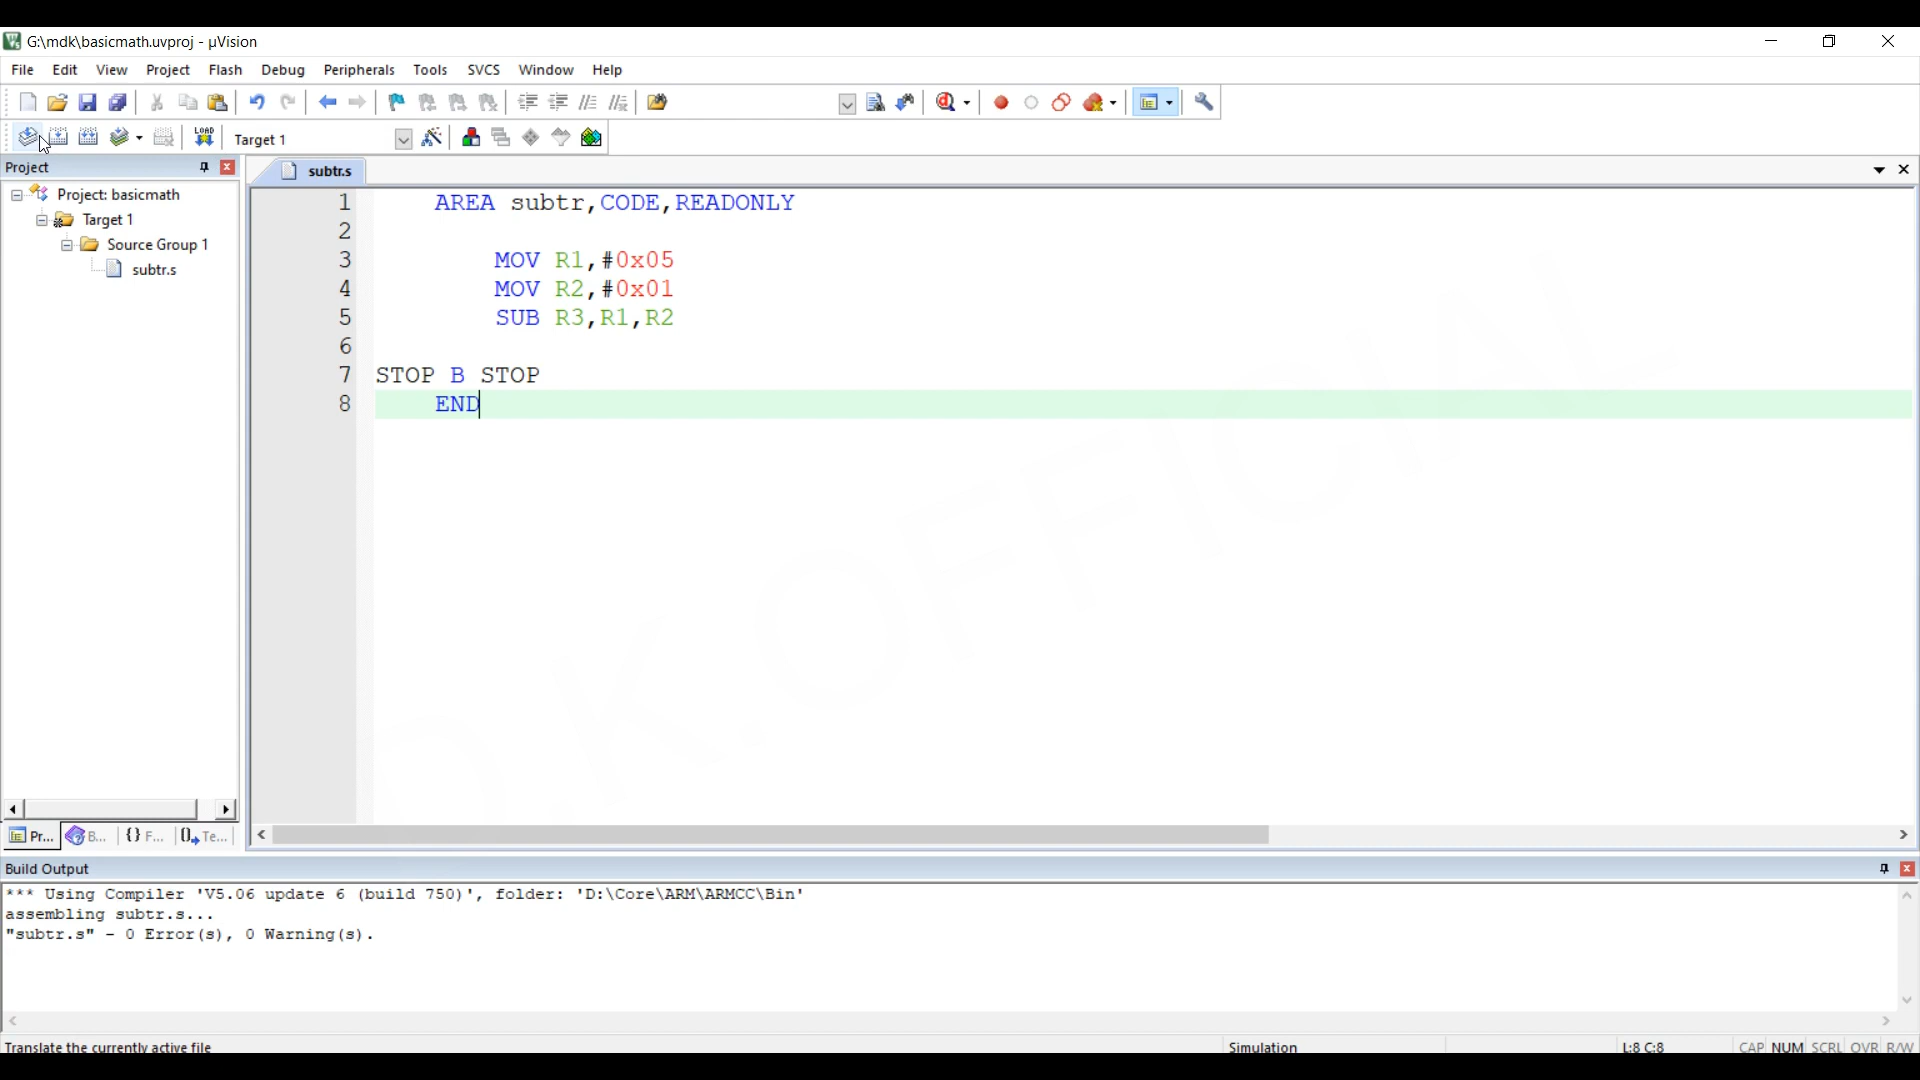 G:\mdk\basicmath.uvproj - µVision
File Edit View Project Flash Debug Peripherals Tools SVCS Window Help
LOAD
Target 1
Project
subtr.s
Project: basicmath
Target 1
Source Group 1
subtr.s
1 AREA subtr,CODE,READONLY
2
3 MOV R1,#0x05
4 MOV R2,#0x01
5 SUB R3,R1,R2
6
7 STOP B STOP
8 END
D.K.OFFICIAL
Pr... B... {} F... Te...
Build Output
*** Using Compiler 'V5.06 update 6 (build 750)', folder: 'D:\Core\ARM\ARMCC\Bin'
assembling subtr.s...
"subtr.s" - 0 Error(s), 0 Warning(s).
Translate the currently active file Simulation L:8 C:8 CAP NUM SCRL OVR R/W